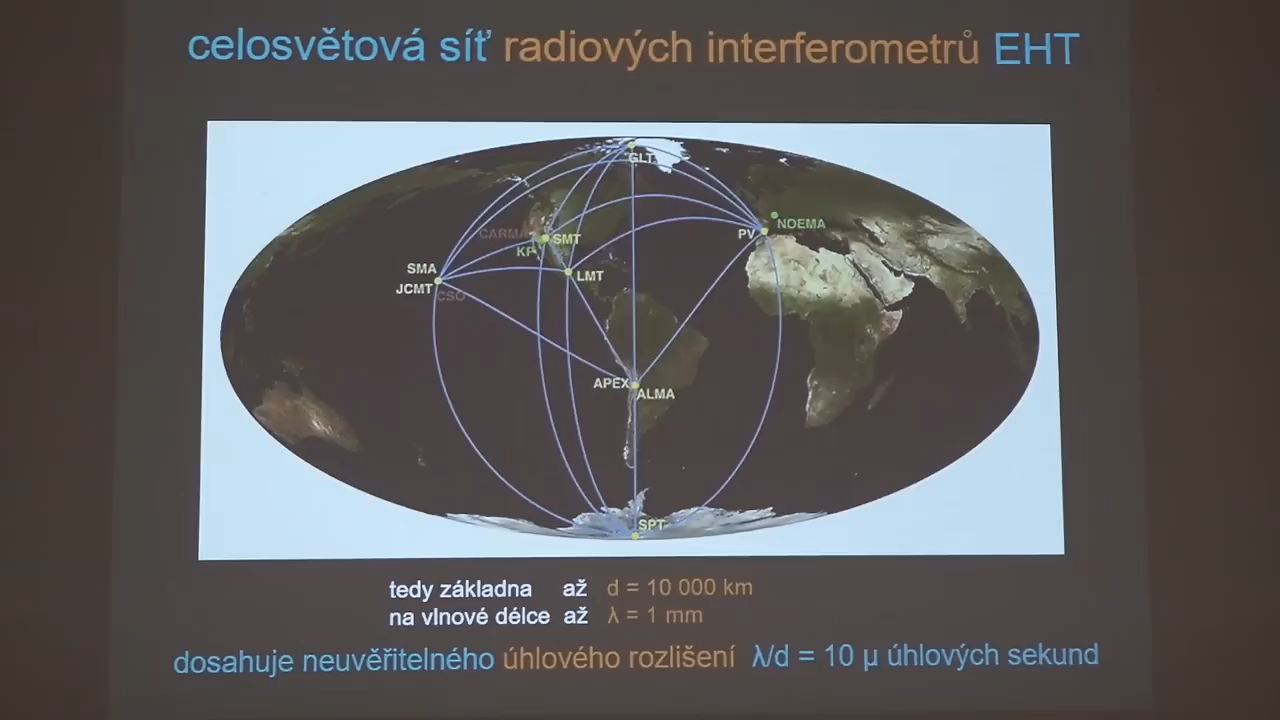 celosvětová síť radiových interferometrů EHT
GLT
NOEMA
PV
CARMA
SMT
KP
SMA
LMT
JCMT
CSO
APEX
ALMA
SPT
tedy základna až d = 10 000 km
na vlnové délce až λ = 1 mm
dosahuje neuvěřitelného úhlového rozlišení λ/d = 10 μ úhlových sekund